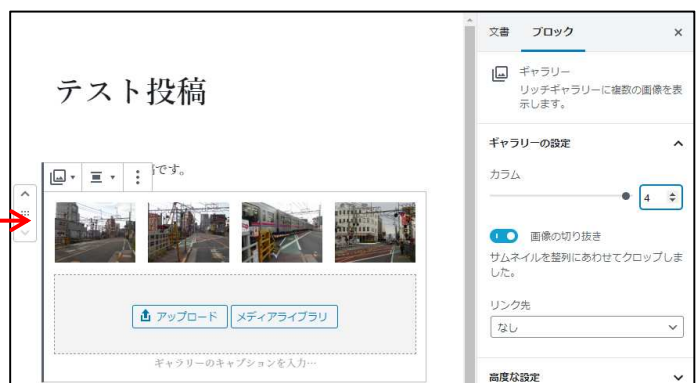 文書 ブロック ×
ギャラリー
リッチギャラリーに複数の画像を表
示します。
テスト投稿
ギャラリーの設定
カラム
です。
4
画像の切り抜き
サムネイルを整列にあわせてクロップしま
した。
リンク先
アップロード メディアライブラリ
なし
ギャラリーのキャプションを入力…
高度な設定